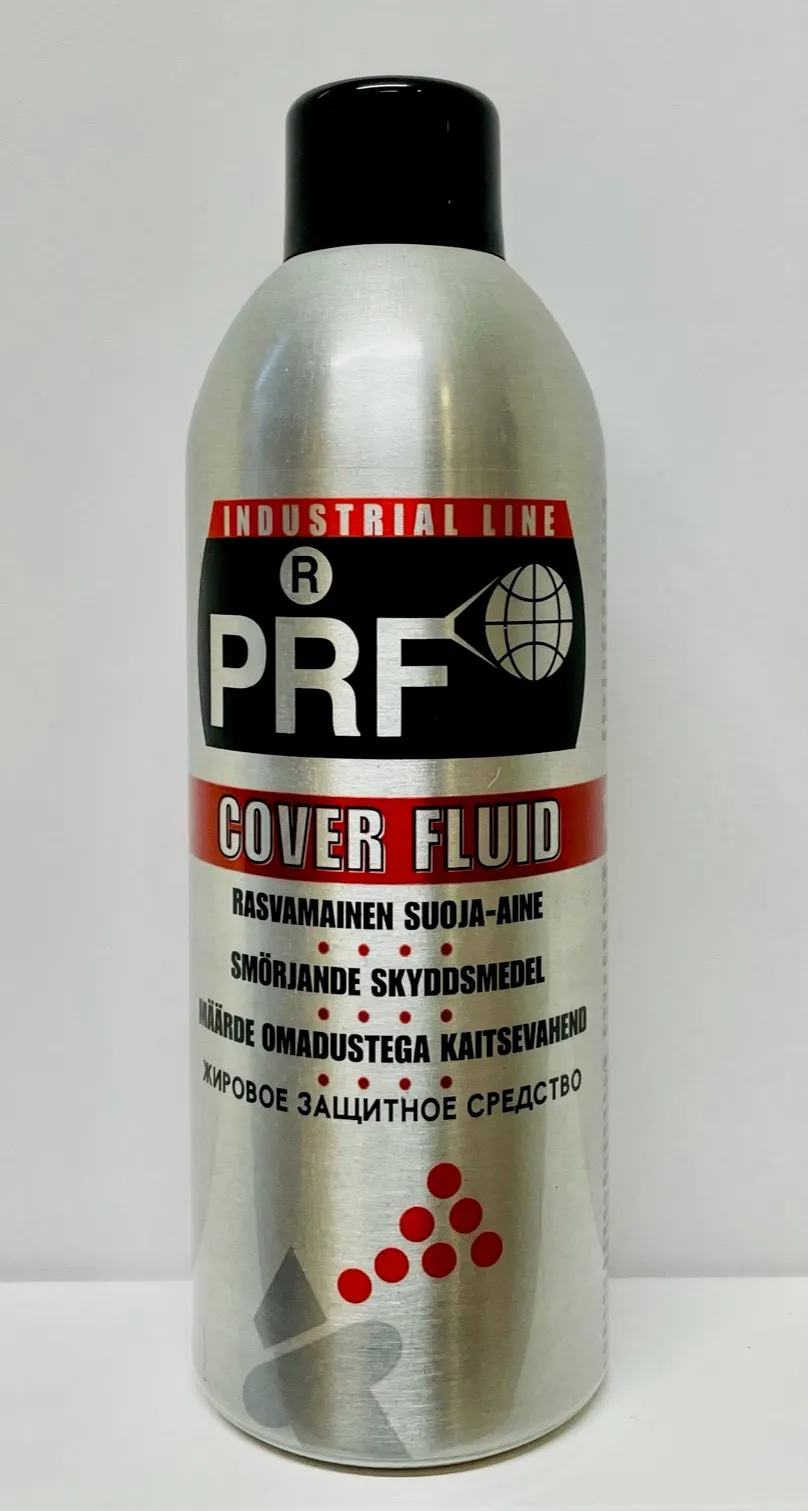 INDUSTRIAL LINE
®
PRF
COVER FLUID
RASVAMAINEN SUOJA-AINE
SMÖRJANDE SKYDDSMEDEL
MÄÄRDE OMADUSTEGA KAITSEVAHEND
ЖИРОВОЕ ЗАЩИТНОЕ СРЕДСТВО